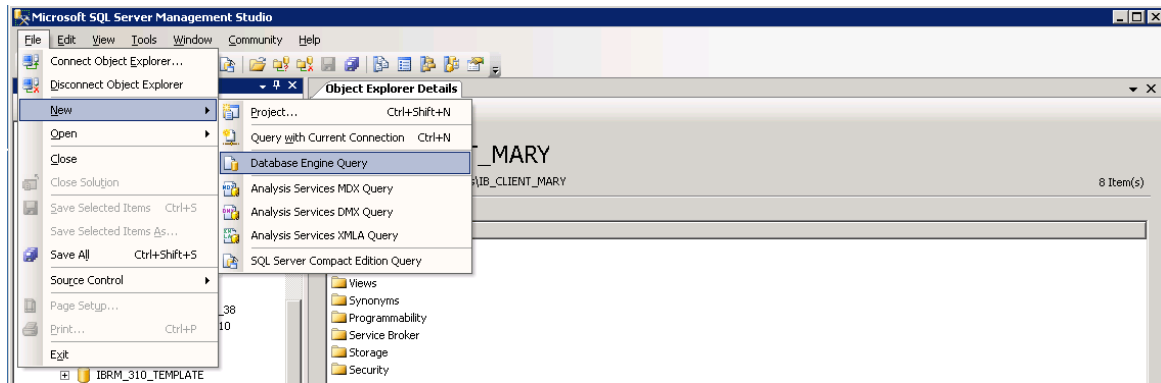 Microsoft SQL Server Management Studio
File Edit View Tools Window Community Help
Connect Object Explorer...
Disconnect Object Explorer
New
Open
Close
Close Solution
Save Selected Items Ctrl+S
Save Selected Items As...
Save All Ctrl+Shift+S
Source Control
Page Setup...
Print... Ctrl+P
Exit
Project... Ctrl+Shift+N
Query with Current Connection Ctrl+N
Database Engine Query
Analysis Services MDX Query
Analysis Services DMX Query
Analysis Services XMLA Query
SQL Server Compact Edition Query
Object Explorer Details
T_MARY
\IB_CLIENT_MARY
8 Item(s)
Views
Synonyms
Programmability
Service Broker
Storage
Security
_38
10
IBRM_310_TEMPLATE